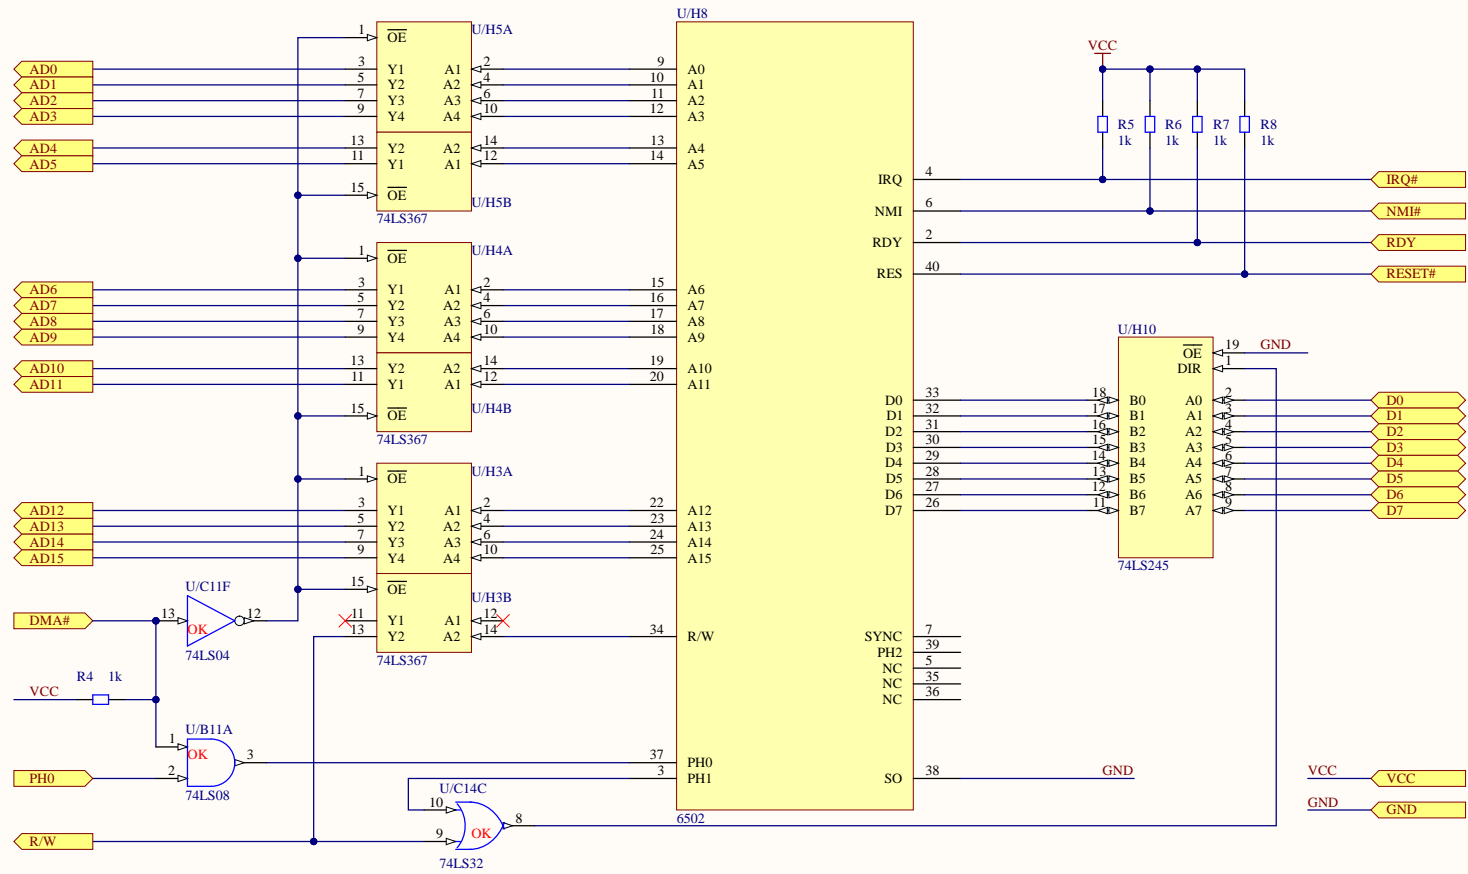 U/H8
1 OE U/H5A
AD0 3 Y1 A1 2 9 A0
AD1 5 Y2 A2 4 10 A1
AD2 7 Y3 A3 6 11 A2
AD3 9 Y4 A4 10 12 A3
AD4 13 Y2 A2 14 13 A4
AD5 11 Y1 A1 12 14 A5
15 OE U/H5B
74LS367
VCC
R5 R6 R7 R8
1k 1k 1k 1k
IRQ 4 IRQ#
NMI 6 NMI#
RDY 2 RDY
RES 40 RESET#
1 OE U/H4A
AD6 3 Y1 A1 2 15 A6
AD7 5 Y2 A2 4 16 A7
AD8 7 Y3 A3 6 17 A8
AD9 9 Y4 A4 10 18 A9
AD10 13 Y2 A2 14 19 A10
AD11 11 Y1 A1 12 20 A11
15 OE U/H4B
74LS367
U/H10
OE 19 GND
DIR 1
D0 33 18 B0 A0 2 D0
D1 32 17 B1 A1 3 D1
D2 31 16 B2 A2 4 D2
D3 30 15 B3 A3 5 D3
D4 29 14 B4 A4 6 D4
D5 28 13 B5 A5 7 D5
D6 27 12 B6 A6 8 D6
D7 26 11 B7 A7 9 D7
74LS245
1 OE U/H3A
AD12 3 Y1 A1 2 22 A12
AD13 5 Y2 A2 4 23 A13
AD14 7 Y3 A3 6 24 A14
AD15 9 Y4 A4 10 25 A15
15 OE U/H3B
11 Y1 A1 12
13 Y2 A2 14 34 R/W
74LS367
U/C11F
DMA# 13 OK 12
74LS04
R4 1k
VCC
SYNC 7
PH2 39
NC 5
NC 35
NC 36
U/B11A
1 OK 3 37 PH0
PH0 2
74LS08
3 PH1
SO 38 GND
VCC VCC
GND GND
6502
U/C14C
10
R/W 9 OK 8
74LS32